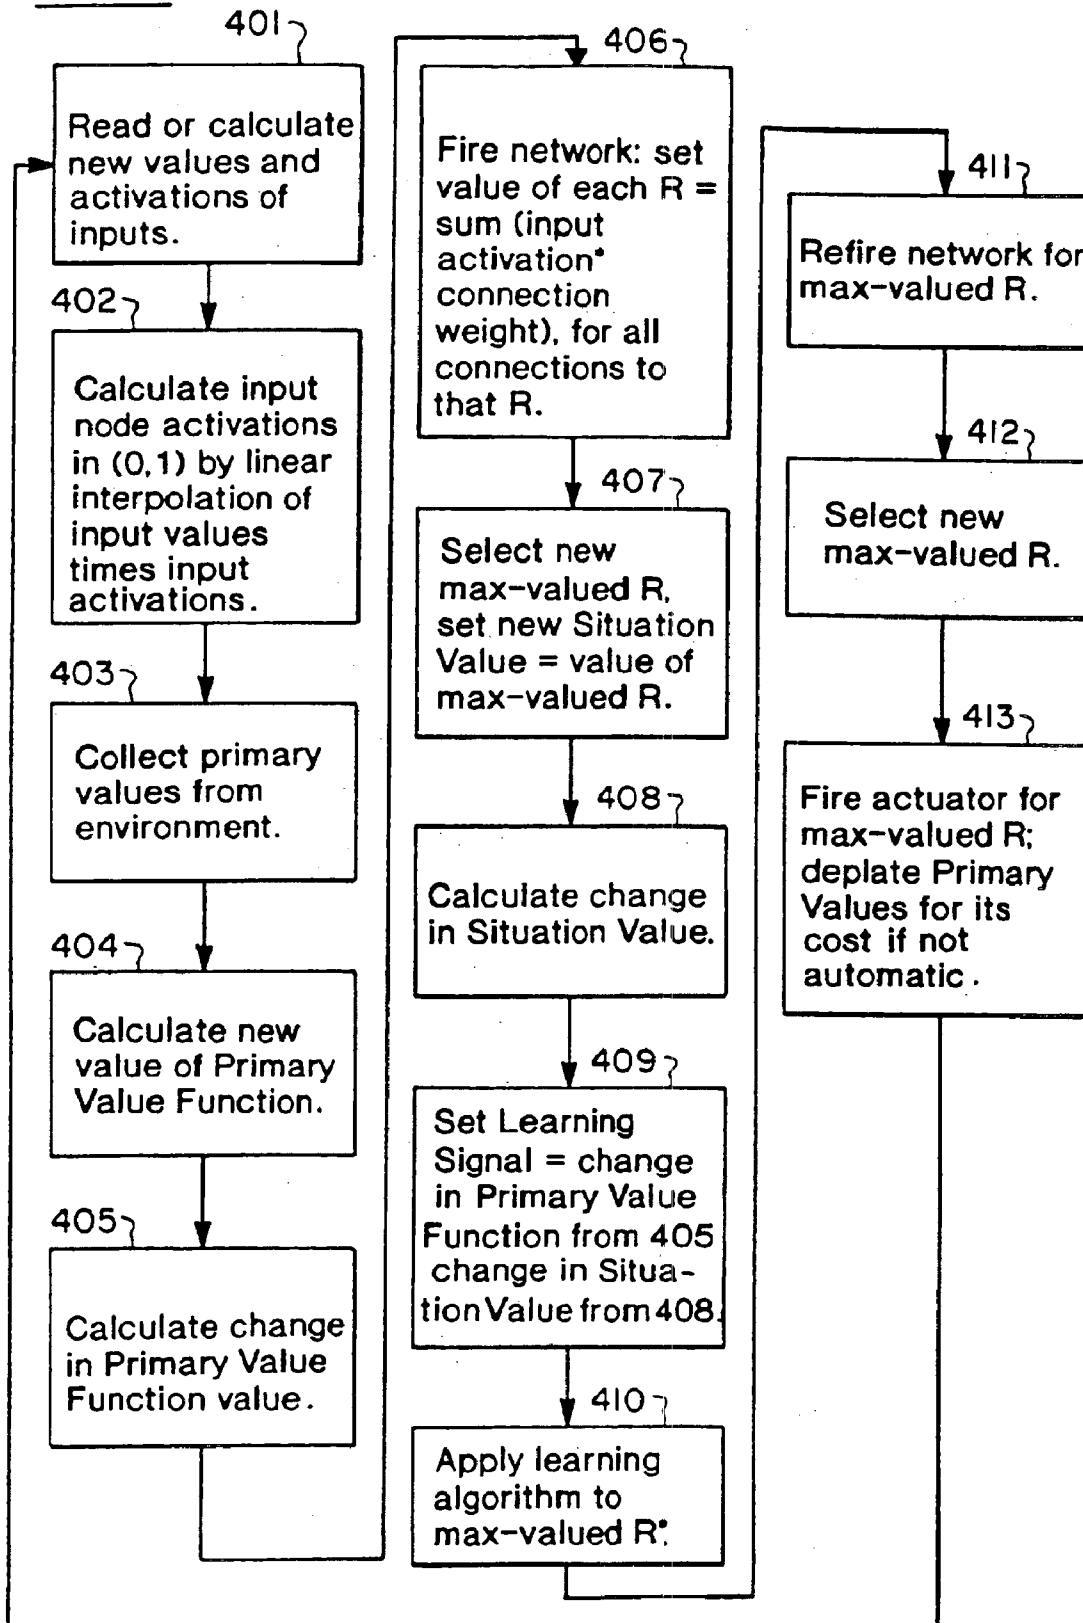 401
Read or calculate
new values and
activations of
inputs.
402
Calculate input
node activations
in (0,1) by linear
interpolation of
input values
times input
activations.
403
Collect primary
values from
environment.
404
Calculate new
value of Primary
Value Function.
405
Calculate change
in Primary Value
Function value.
406
Fire network: set
value of each R =
sum (input
activation*
connection
weight), for all
connections to
that R.
407
Select new
max-valued R,
set new Situation
Value = value of
max-valued R.
408
Calculate change
in Situation Value.
409
Set Learning
Signal = change
in Primary Value
Function from 405
change in Situa-
tion Value from 408.
410
Apply learning
algorithm to
max-valued R*.
411
Refire network for
max-valued R.
412
Select new
max-valued R.
413
Fire actuator for
max-valued R;
deplate Primary
Values for its
cost if not
automatic.